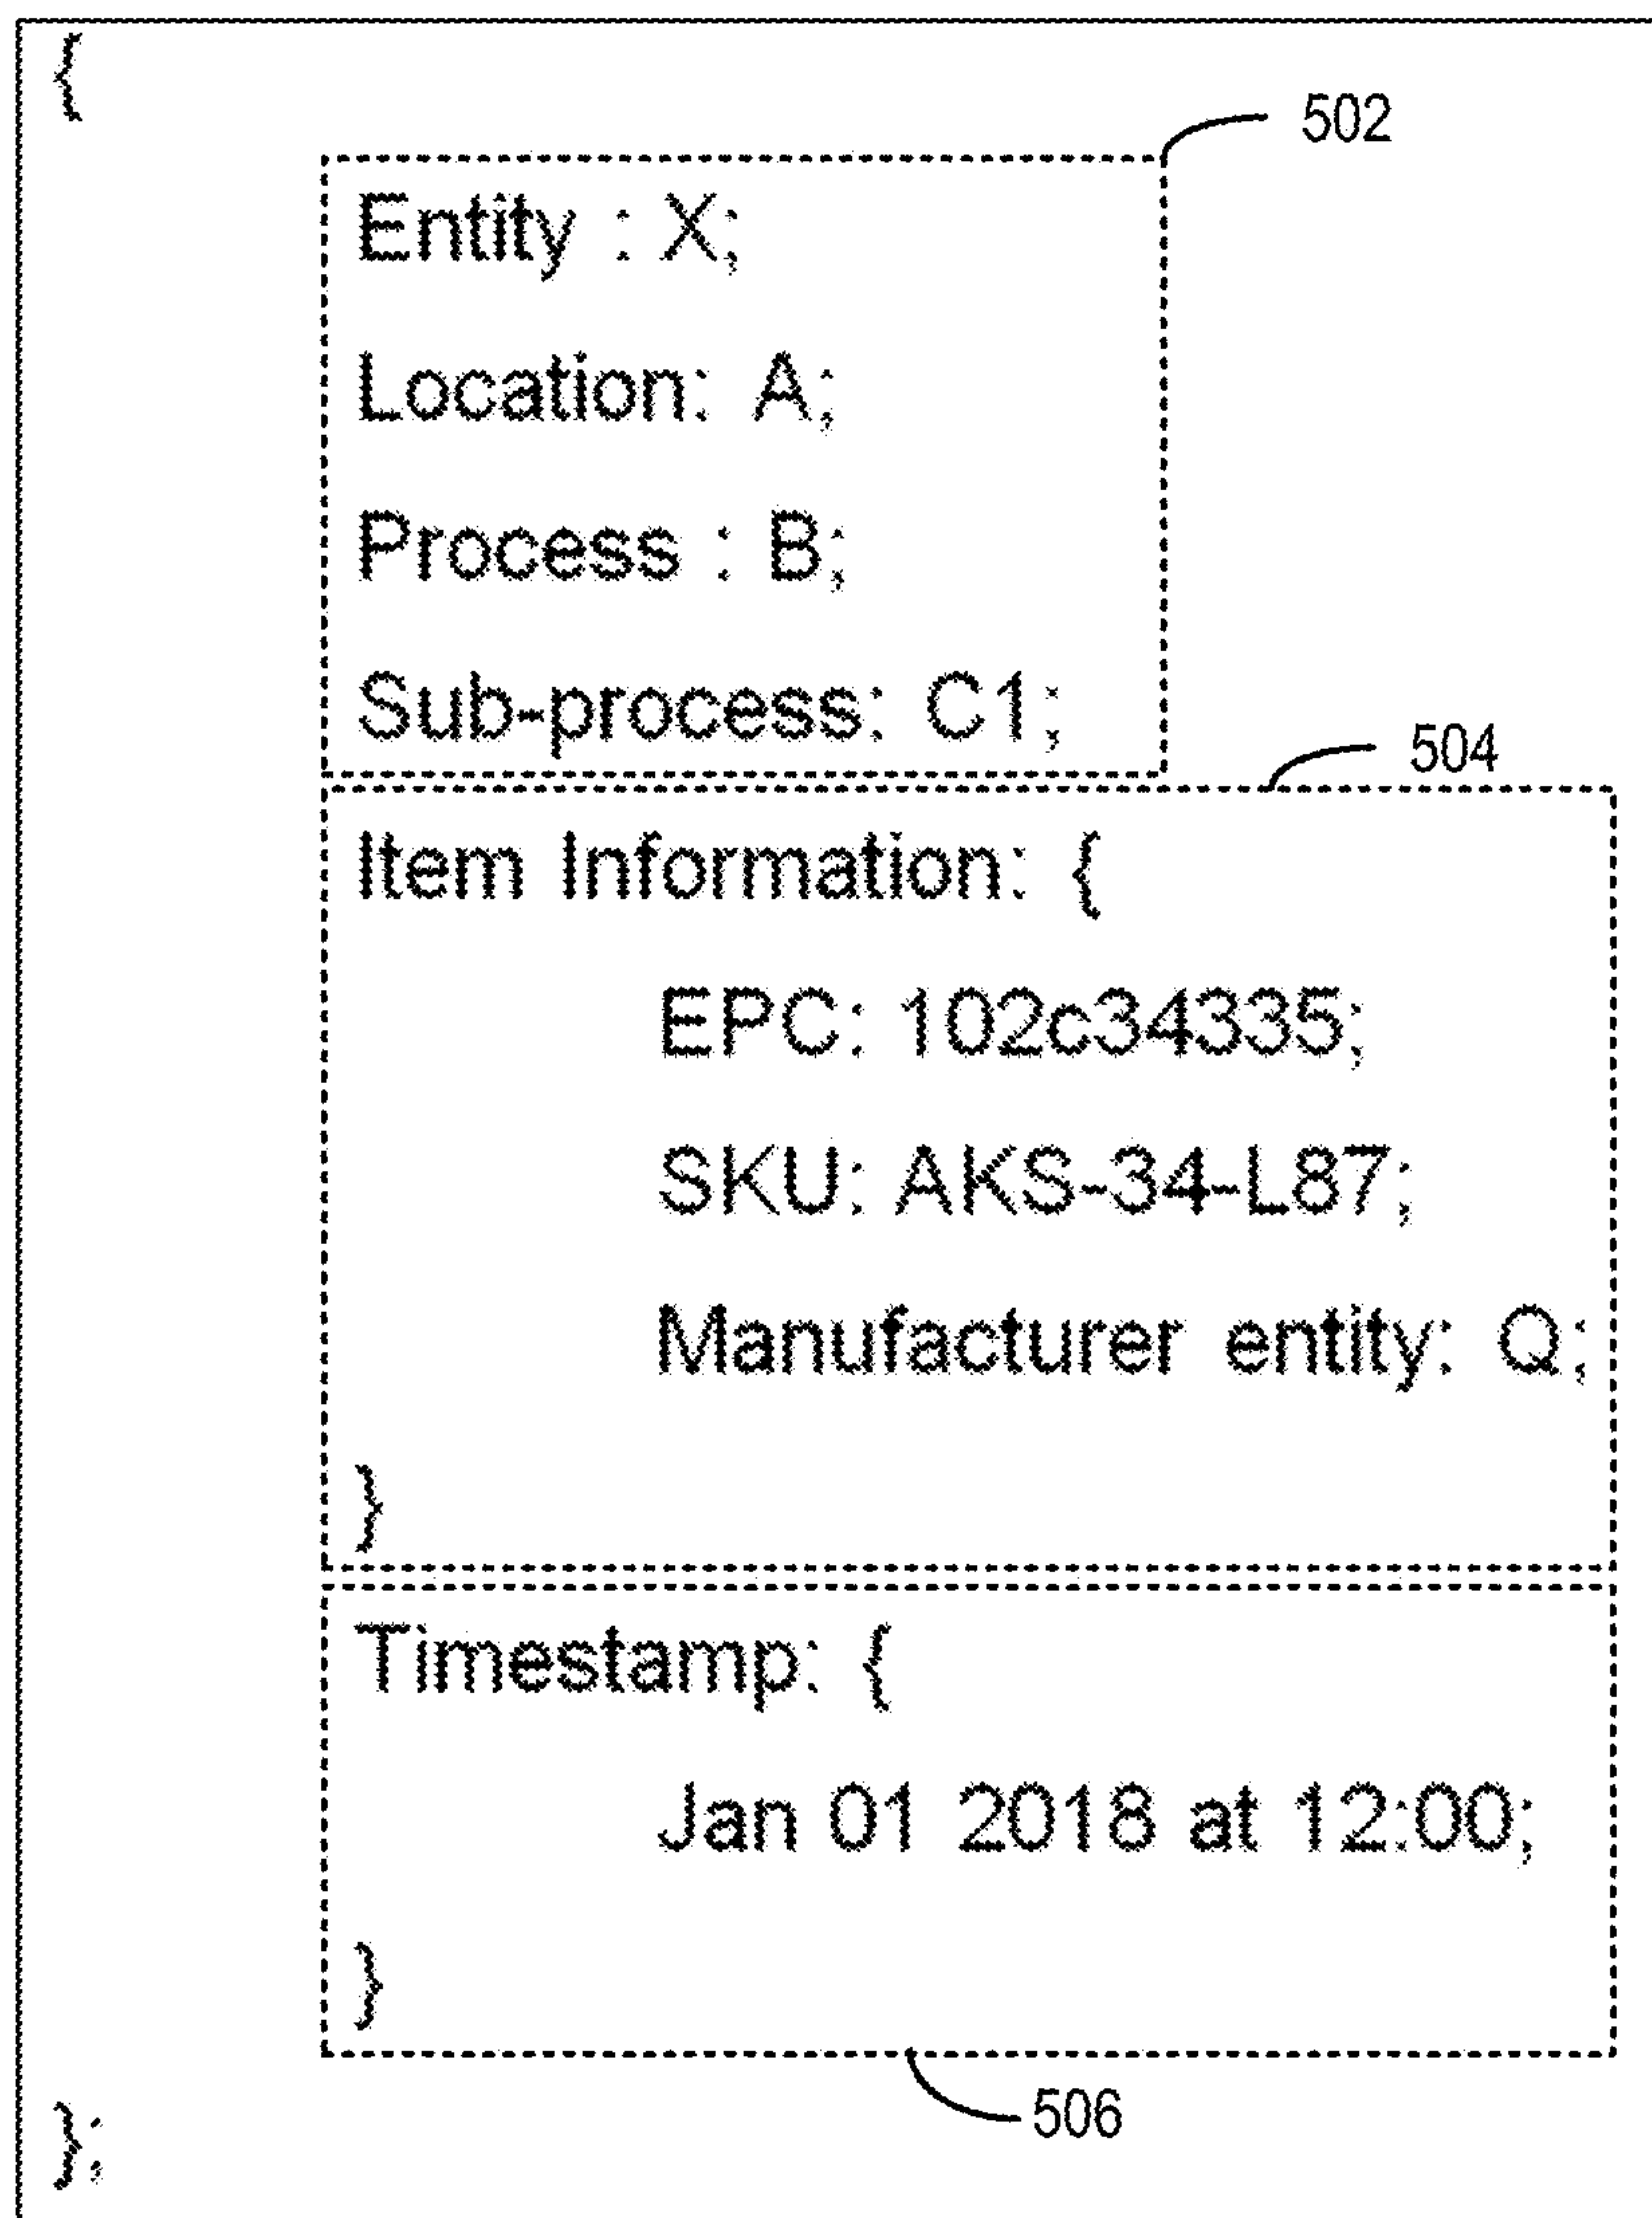 {
502
Entity : X;
Location: A;
Process : B;
Sub-process: C1;
504
Item Information: {
EPC: 102c34335;
SKU: AKS-34-L87;
Manufacturer entity: Q;
}
Timestamp: {
Jan 01 2018 at 12:00;
}
506
};